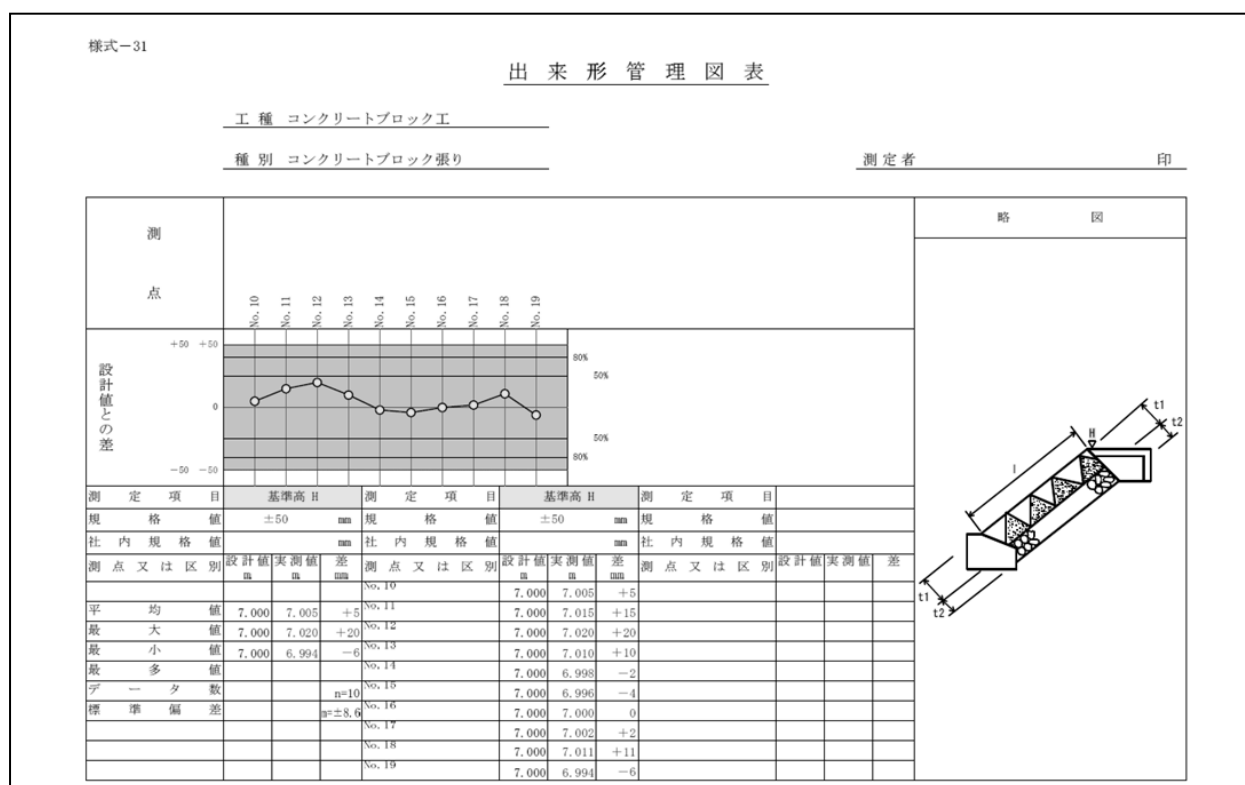 様式－31
出来形管理図表
工種 コンクリートブロック工
種別 コンクリートブロック張り
測定者 印
測点
No.10 No.11 No.12 No.13 No.14 No.15 No.16 No.17 No.18 No.19
略図
設計値との差
+50 +50
80%
50%
0
50%
80%
−50 −50
t1
t2
H
l
t1
t2
測定項目 基準高 H 測定項目 基準高 H 測定項目
規格値 ±50 mm 規格値 ±50 mm 規格値
社内規格値 mm 社内規格値 mm 社内規格値
測点又は区別 設計値 m 実測値 m 差 mm 測点又は区別 設計値 m 実測値 m 差 mm 測点又は区別 設計値 実測値 差
No.10 7.000 7.005 +5
平均値 7.000 7.005 +5 No.11 7.000 7.015 +15
最大値 7.000 7.020 +20 No.12 7.000 7.020 +20
最小値 7.000 6.994 −6 No.13 7.000 7.010 +10
最多値 No.14 7.000 6.998 −2
データ数 n=10 No.15 7.000 6.996 −4
標準偏差 m=±8.6 No.16 7.000 7.000 0
No.17 7.000 7.002 +2
No.18 7.000 7.011 +11
No.19 7.000 6.994 −6